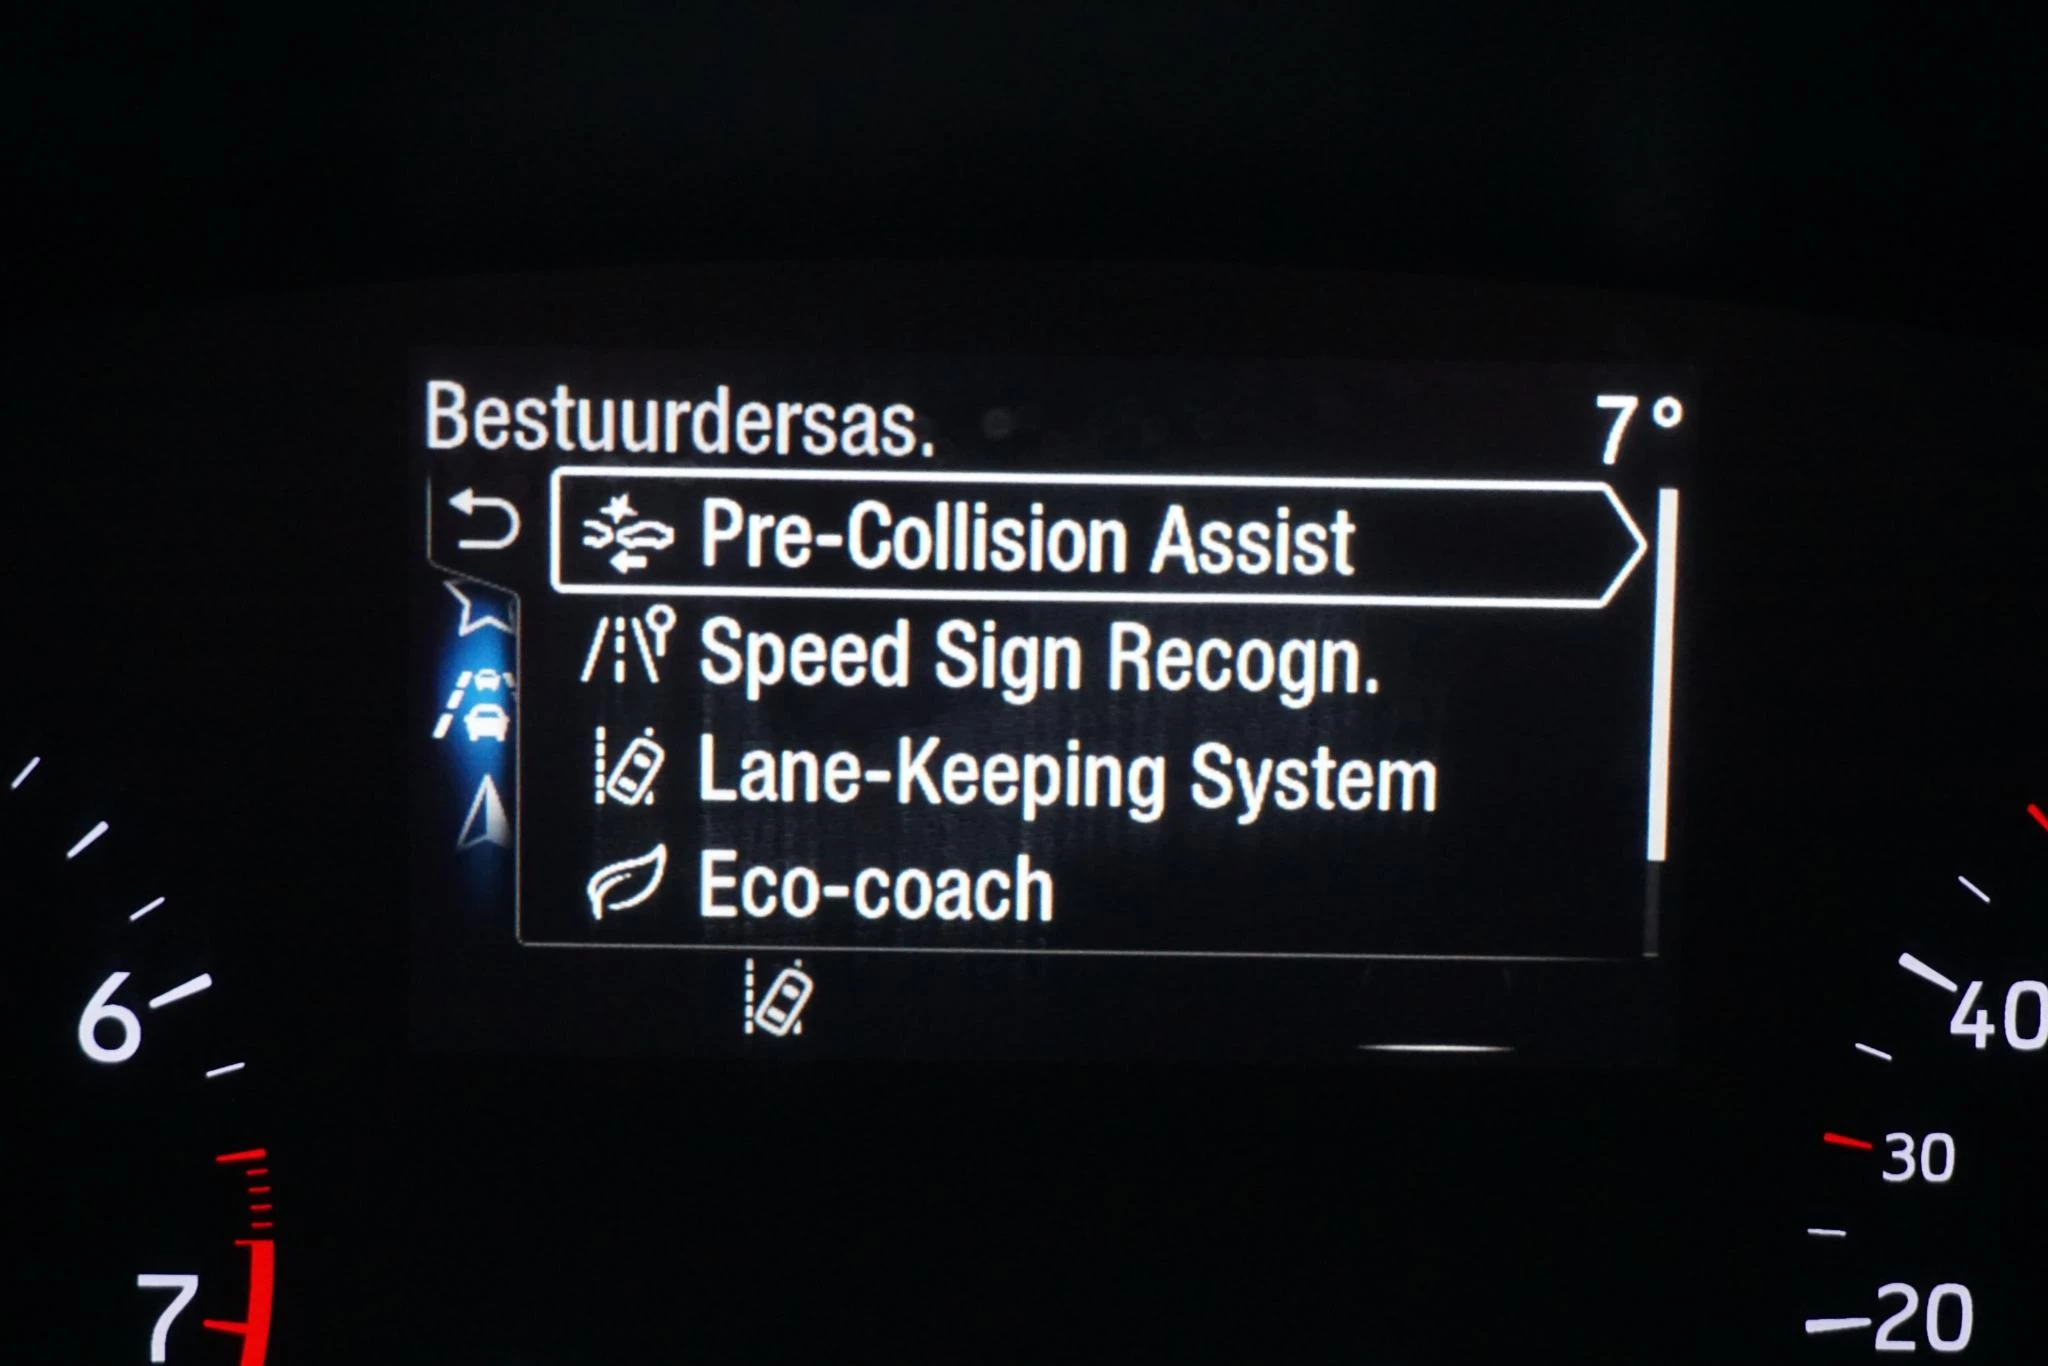 Bestuurdersas. 7°
Pre-Collision Assist
Speed Sign Recogn.
Lane-Keeping System
Eco-coach
6
7
40
30
20